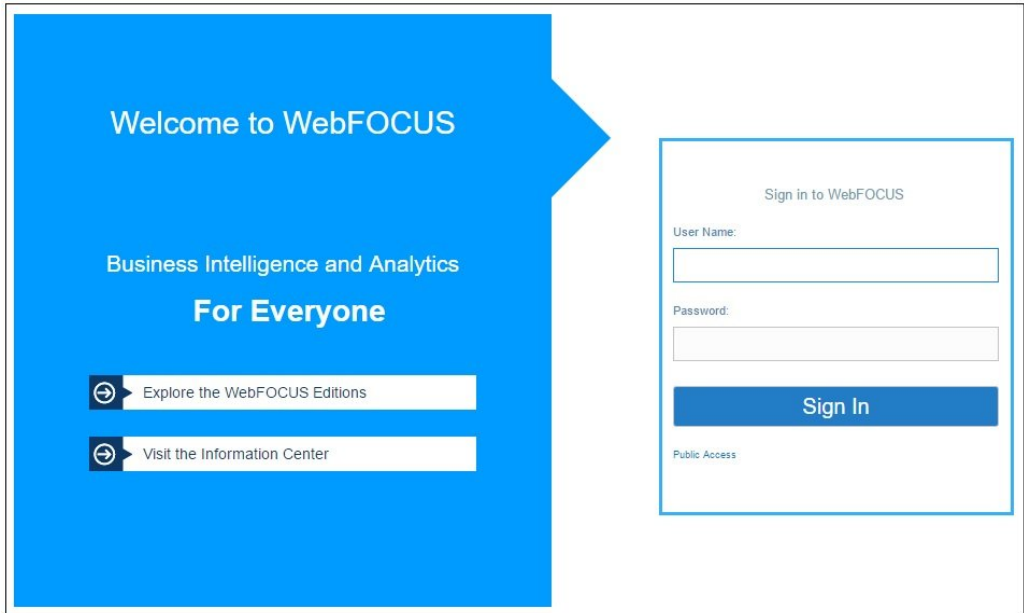 Welcome to WebFOCUS
Business Intelligence and Analytics
For Everyone
Explore the WebFOCUS Editions
Visit the Information Center
Sign in to WebFOCUS
User Name:
Password:
Sign In
Public Access